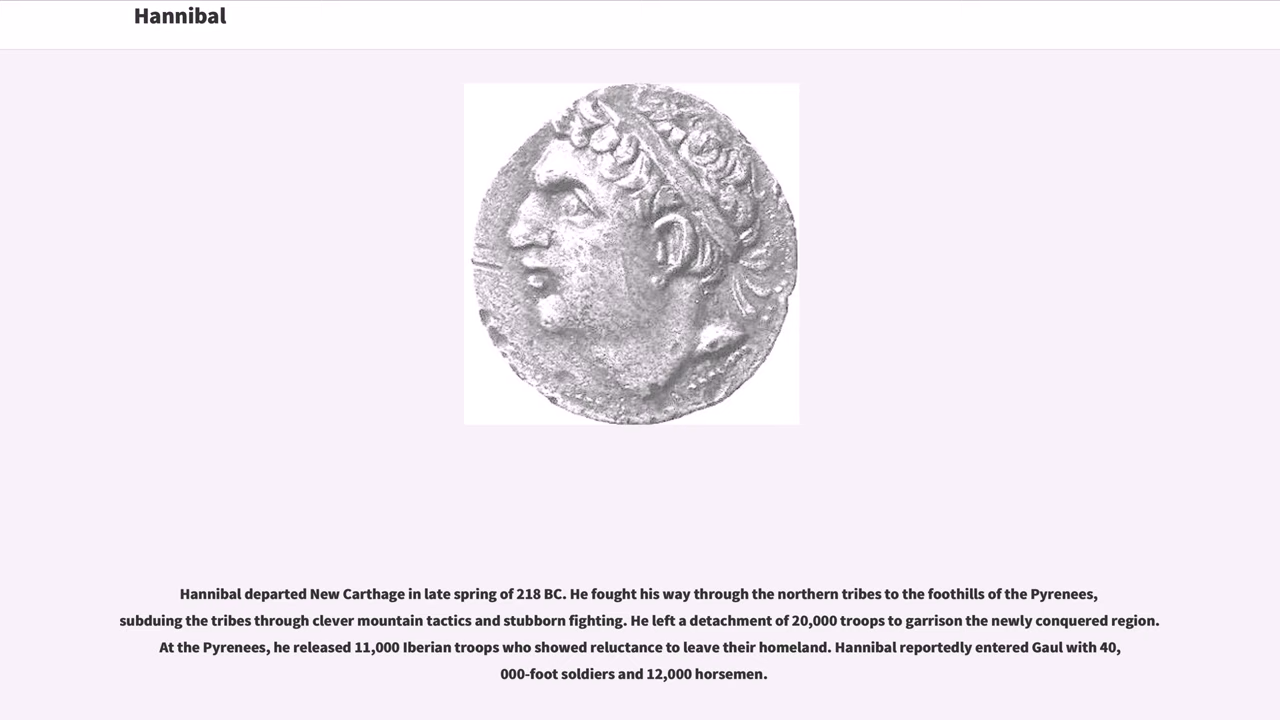 Hannibal
Hannibal departed New Carthage in late spring of 218 BC. He fought his way through the northern tribes to the foothills of the Pyrenees,
subduing the tribes through clever mountain tactics and stubborn fighting. He left a detachment of 20,000 troops to garrison the newly conquered region.
At the Pyrenees, he released 11,000 Iberian troops who showed reluctance to leave their homeland. Hannibal reportedly entered Gaul with 40,
000-foot soldiers and 12,000 horsemen.